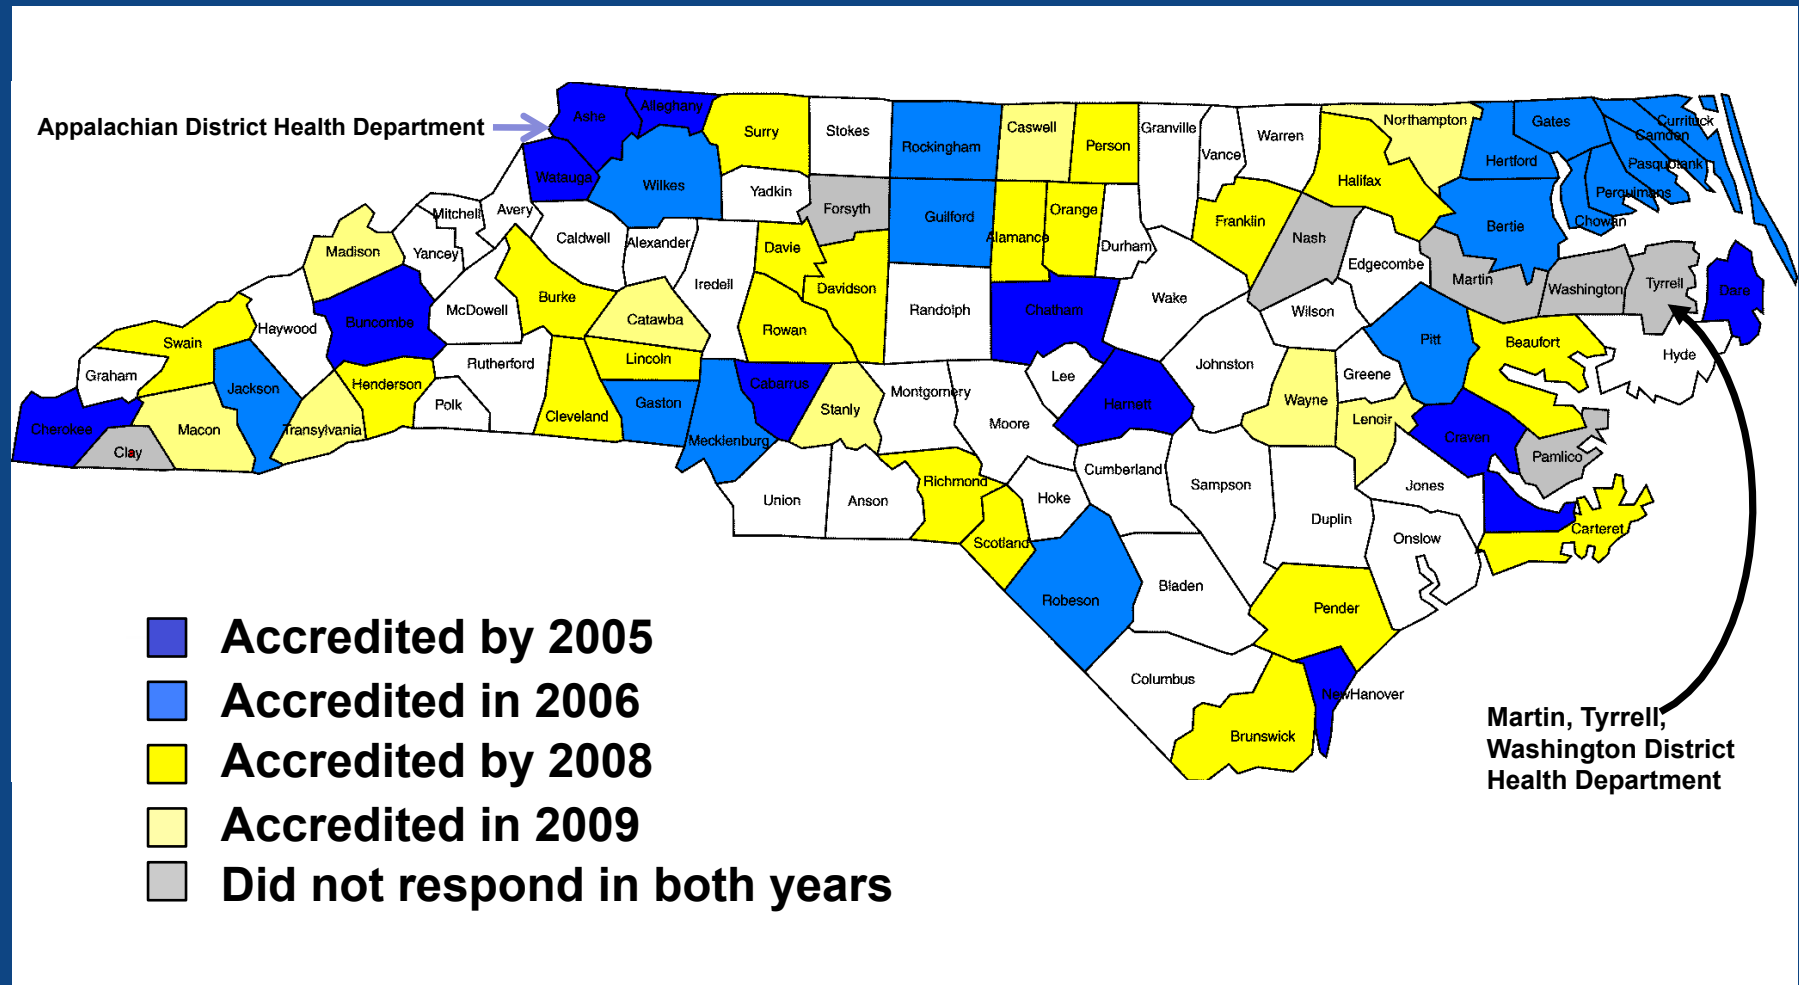 Appalachian District Health Department
Ashe
Alleghany
Surry
Stokes
Rockingham
Caswell
Person
Granville
Vance
Warren
Northampton
Gates
Currituck
Camden
Hertford
Pasquotank
Perquimans
Chowan
Watauga
Wilkes
Yadkin
Forsyth
Guilford
Alamance
Orange
Durham
Franklin
Halifax
Nash
Bertie
Mitchell
Avery
Caldwell
Alexander
Davie
Madison
Yancey
Iredell
Davidson
Randolph
Chatham
Wake
Edgecombe
Martin
Washington
Tyrrell
Dare
Burke
McDowell
Catawba
Rowan
Wilson
Haywood
Buncombe
Swain
Rutherford
Lincoln
Pitt
Beaufort
Hyde
Graham
Jackson
Henderson
Polk
Cleveland
Gaston
Cabarrus
Stanly
Montgomery
Lee
Johnston
Greene
Wayne
Harnett
Moore
Lenoir
Craven
Cherokee
Clay
Macon
Transylvania
Mecklenburg
Pamlico
Union
Anson
Richmond
Hoke
Cumberland
Sampson
Jones
Duplin
Onslow
Carteret
Scotland
Robeson
Bladen
Pender
Columbus
NewHanover
Brunswick
Accredited by 2005
Accredited in 2006
Accredited by 2008
Accredited in 2009
Did not respond in both years
Martin, Tyrrell,
Washington District
Health Department